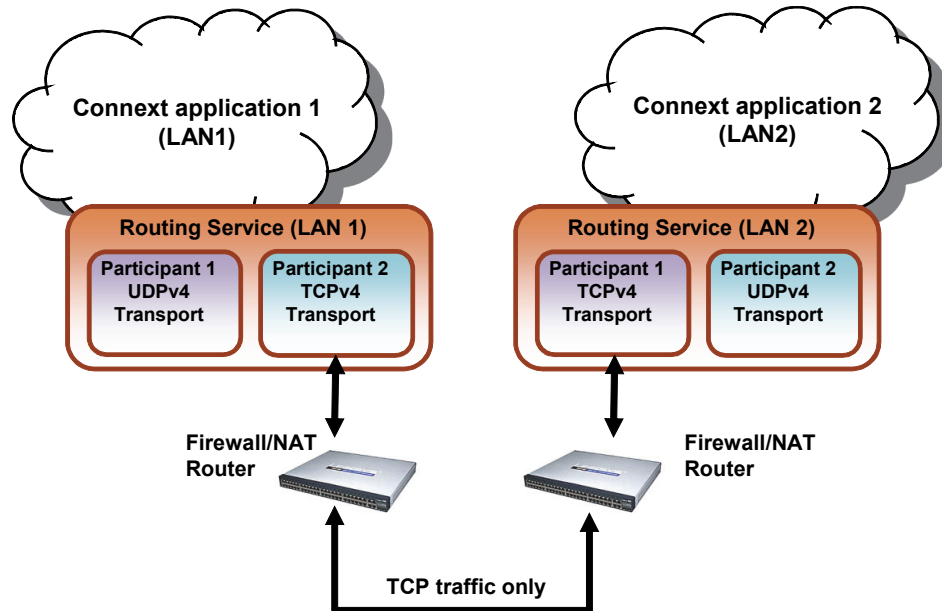 Connext application 1
(LAN1)
Connext application 2
(LAN2)
Routing Service (LAN 1)
Participant 1
UDPv4
Transport
Participant 2
TCPv4
Transport
Routing Service (LAN 2)
Participant 1
TCPv4
Transport
Participant 2
UDPv4
Transport
Firewall/NAT
Router
Firewall/NAT
Router
TCP traffic only